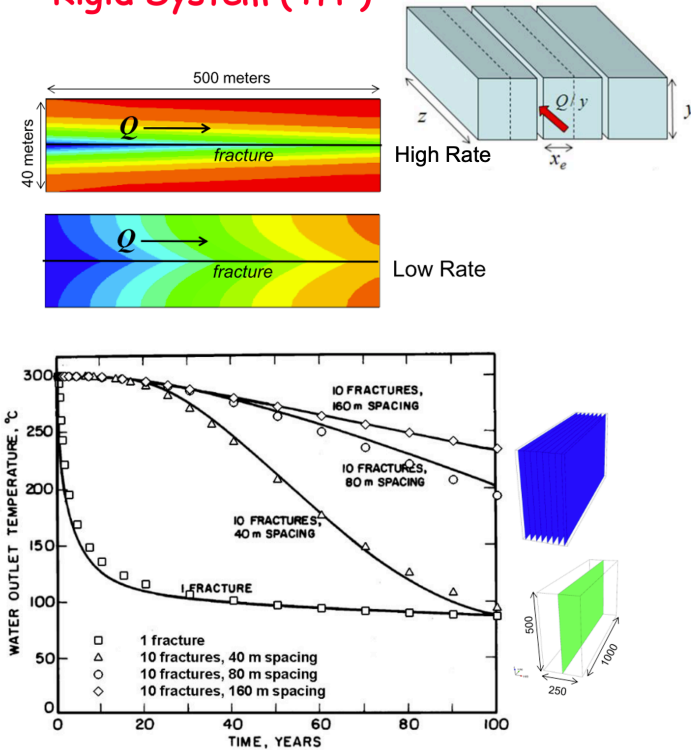 Rigid System (TH)
500 meters
40 meters
Q
fracture
High Rate
Q
fracture
Low Rate
Q/y
z
y
xₑ
WATER OUTLET TEMPERATURE, °C
300
250
200
150
100
50
0
10 FRACTURES,
160 m SPACING
10 FRACTURES,
80 m SPACING
10 FRACTURES,
40 m SPACING
1 FRACTURE
1 fracture
10 fractures, 40 m spacing
10 fractures, 80 m spacing
10 fractures, 160 m spacing
0 20 40 60 80 100
TIME, YEARS
500
1000
250